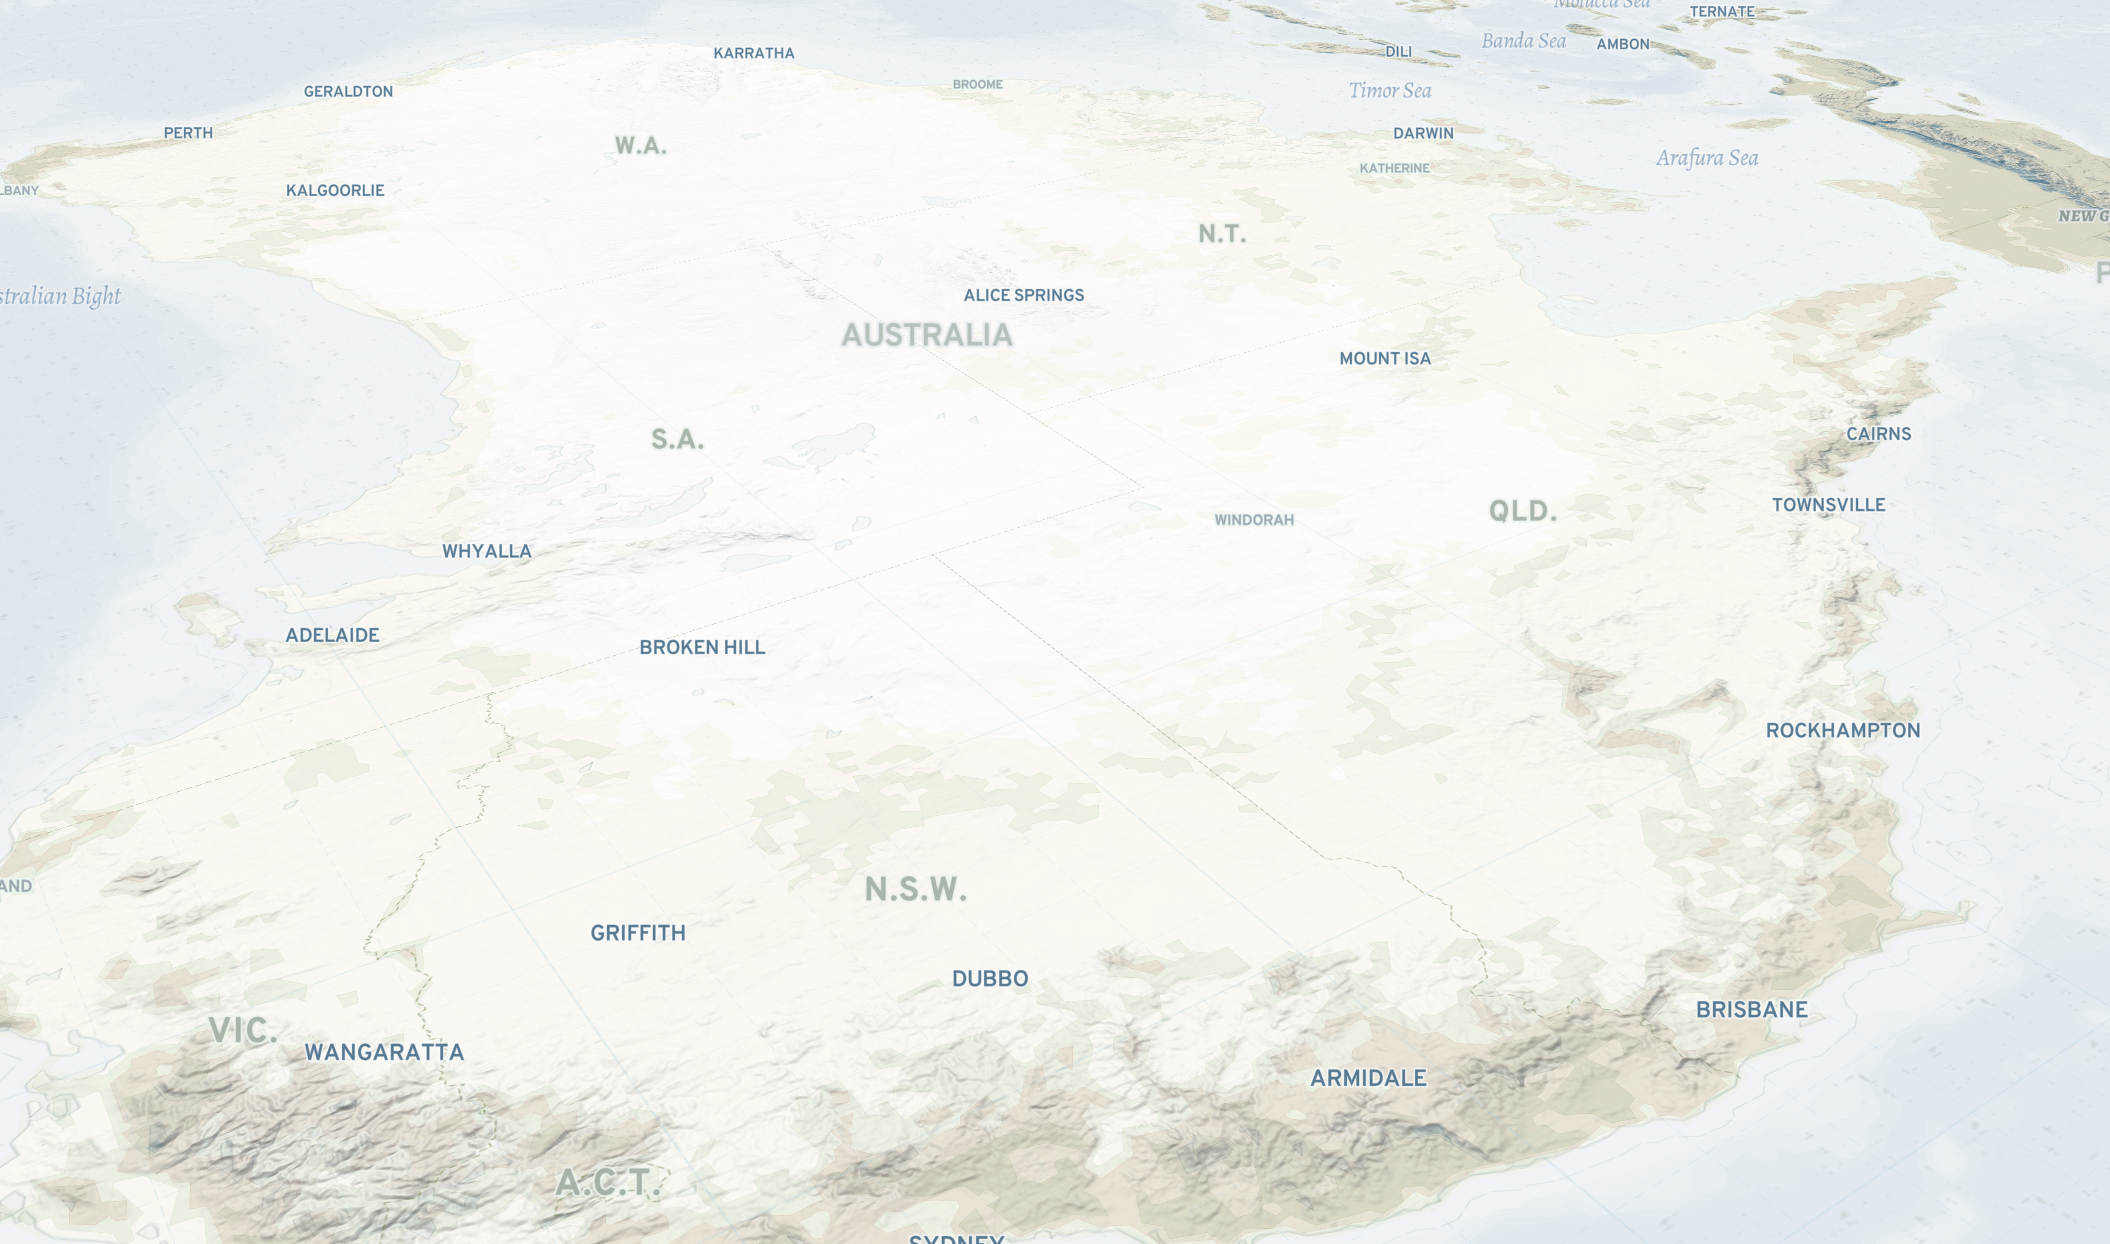 Molucca Sea
TERNATE
KARRATHA
DILI
Banda Sea
AMBON
GERALDTON
BROOME
Timor Sea
PERTH
W.A.
DARWIN
Arafura Sea
KATHERINE
LBANY
KALGOORLIE
NEW G
N.T.
P
stralian Bight
ALICE SPRINGS
AUSTRALIA
MOUNT ISA
S.A.
CAIRNS
WINDORAH
QLD.
TOWNSVILLE
WHYALLA
ADELAIDE
BROKEN HILL
ROCKHAMPTON
AND
N.S.W.
GRIFFITH
DUBBO
BRISBANE
VIC.
WANGARATTA
ARMIDALE
A.C.T.
SYDNEY